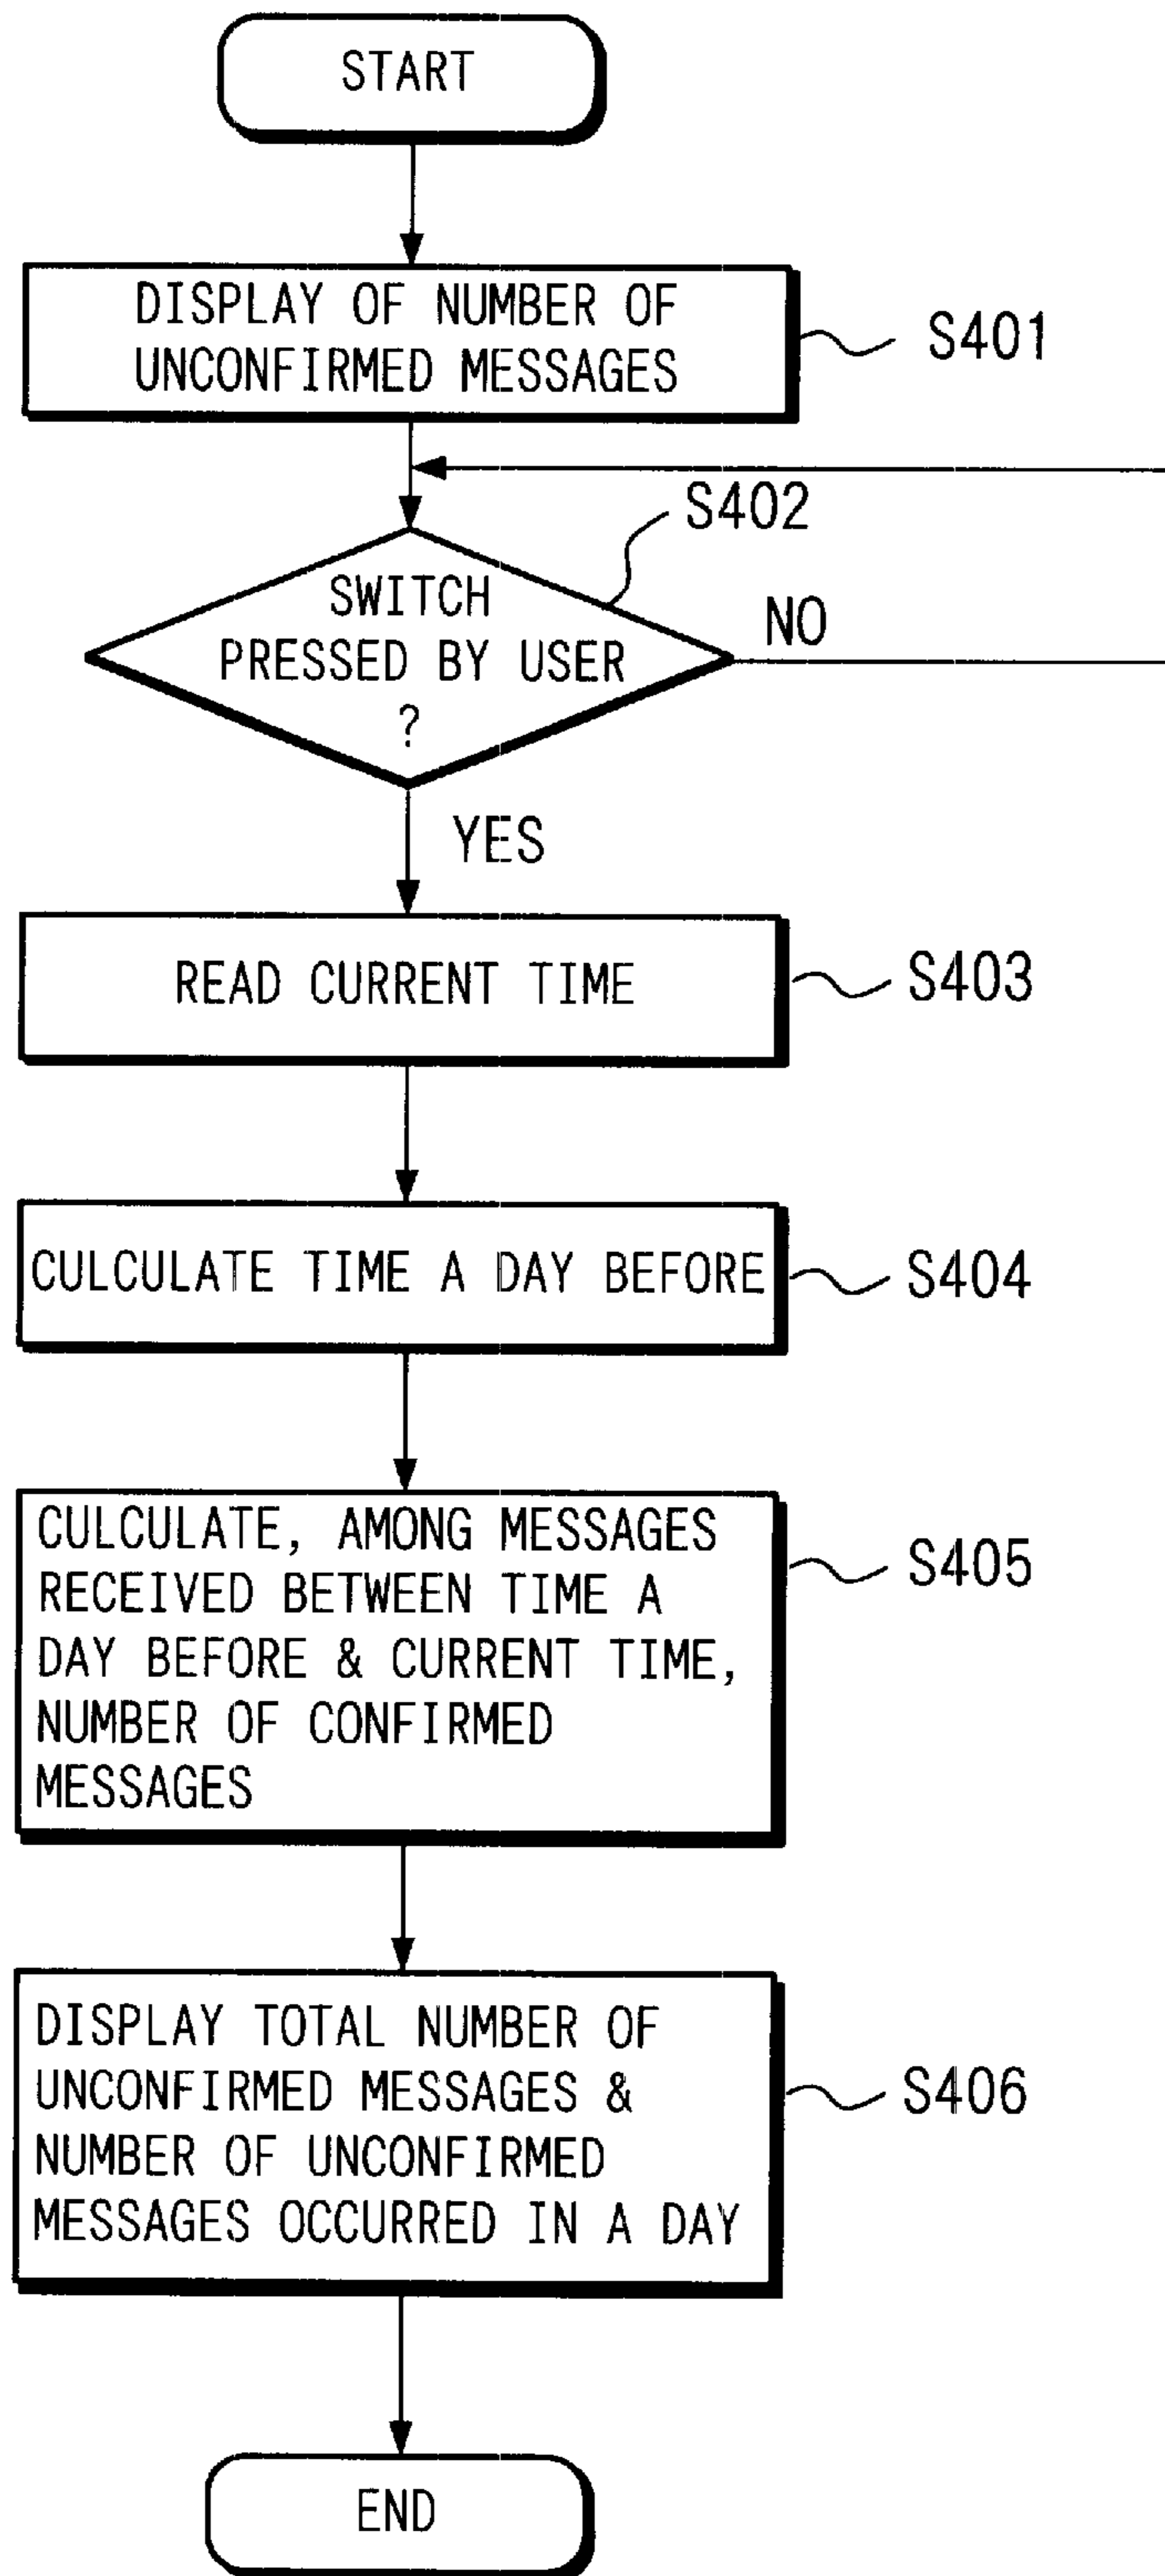 START
DISPLAY OF NUMBER OF
UNCONFIRMED MESSAGES
S401
S402
SWITCH
PRESSED BY USER
?
NO
YES
READ CURRENT TIME
S403
CULCULATE TIME A DAY BEFORE
S404
CULCULATE, AMONG MESSAGES
RECEIVED BETWEEN TIME A
DAY BEFORE & CURRENT TIME,
NUMBER OF CONFIRMED
MESSAGES
S405
DISPLAY TOTAL NUMBER OF
UNCONFIRMED MESSAGES &
NUMBER OF UNCONFIRMED
MESSAGES OCCURRED IN A DAY
S406
END